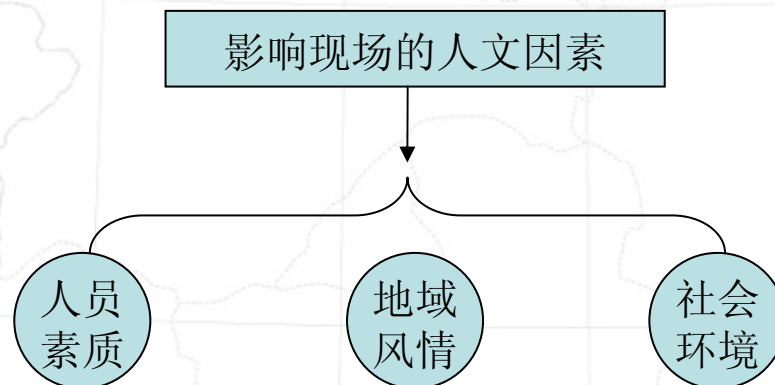 影响现场的人文因素
人员
素质
地域
风情
社会
环境